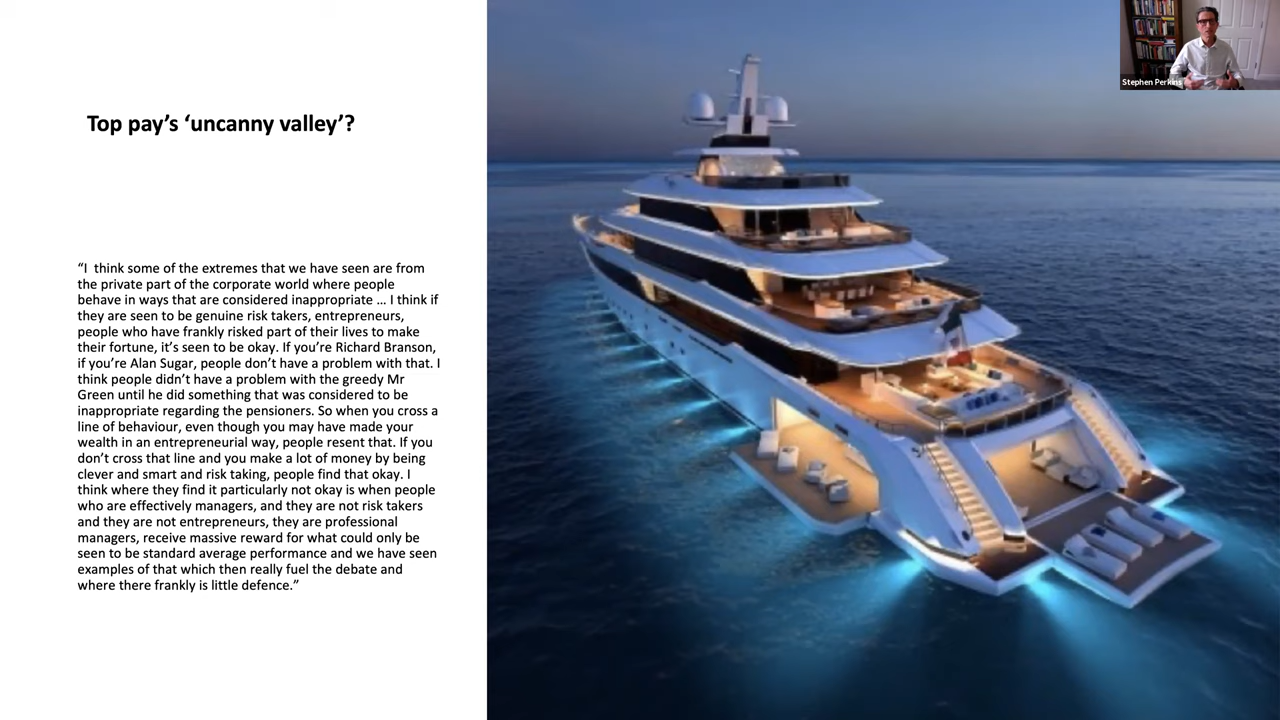 Top pay's ‘uncanny valley’?
“I  think some of the extremes that we have seen are from
the private part of the corporate world where people
behave in ways that are considered inappropriate … I think if
they are seen to be genuine risk takers, entrepreneurs,
people who have frankly risked part of their lives to make
their fortune, it’s seen to be okay. If you’re Richard Branson,
if you’re Alan Sugar, people don’t have a problem with that. I
think people didn’t have a problem with the greedy Mr
Green until he did something that was considered to be
inappropriate regarding the pensioners. So when you cross a
line of behaviour, even though you may have made your
wealth in an entrepreneurial way, people resent that. If you
don’t cross that line and you make a lot of money by being
clever and smart and risk taking, people find that okay. I
think where they find it particularly not okay is when people
who are effectively managers, and they are not risk takers
and they are not entrepreneurs, they are professional
managers, receive massive reward for what could only be
seen to be standard average performance and we have seen
examples of that which then really fuel the debate and
where there frankly is little defence.”
Stephen Perkins